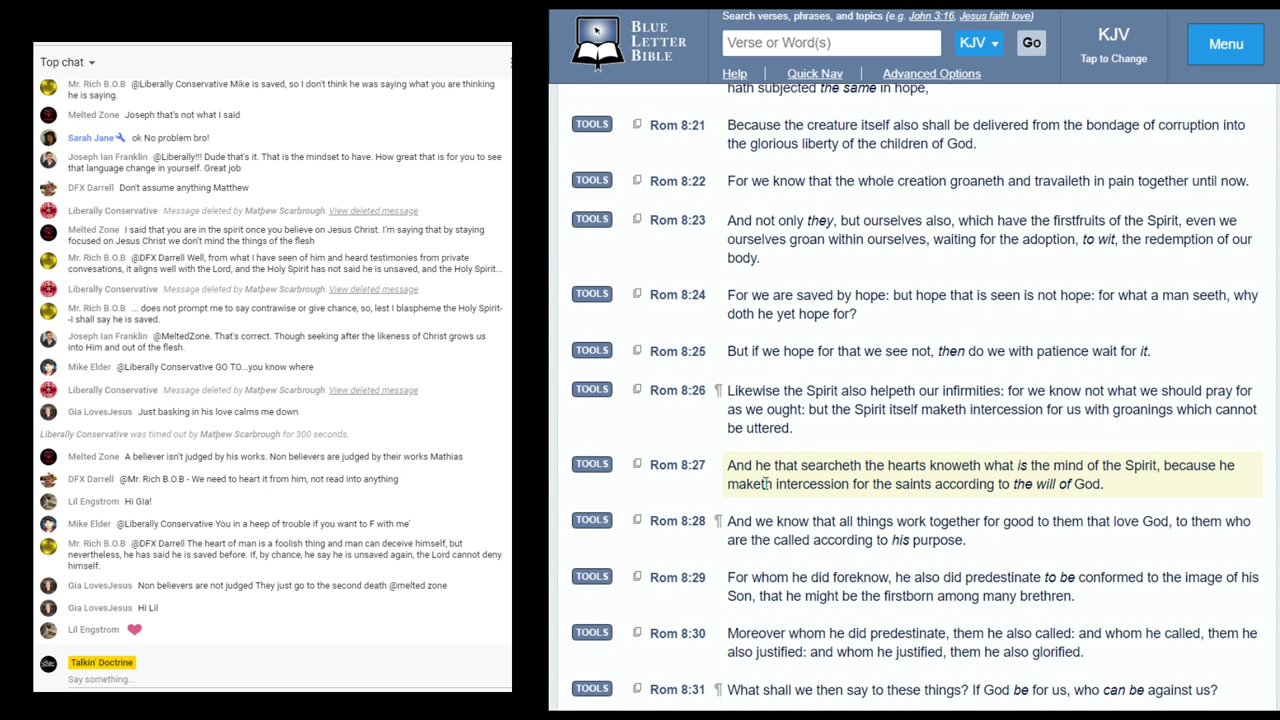 Top chat
Mr. Rich B.O.B @Liberally Conservative Mike is saved, so I don't think he was saying what you are thinking
he is saying.
Melted Zone Joseph that's not what I said
Sarah Jane ok No problem bro!
Joseph Ian Franklin @Liberally!!! Dude that's it. That is the mindset to have. How great that is for you to see
that language change in yourself. Great job
DFX Darrell Don't assume anything Matthew
Liberally Conservative Message deleted by Matþew Scarbrough. View deleted message
Melted Zone I said that you are in the spirit once you believe on Jesus Christ. I'm saying that by staying
focused on Jesus Christ we don't mind the things of the flesh
Mr. Rich B.O.B @DFX Darrell Well, from what I have seen of him and heard testimonies from private
convesations, it aligns well with the Lord, and the Holy Spirit has not said he is unsaved, and the Holy Spirit...
Liberally Conservative Message deleted by Matþew Scarbrough. View deleted message
Mr. Rich B.O.B ... does not prompt me to say contrawise or give chance, so, lest I blaspheme the Holy Spirit-
-I shall say he is saved.
Joseph Ian Franklin @MeltedZone. That's correct. Though seeking after the likeness of Christ grows us
into Him and out of the flesh.
Mike Elder @Liberally Conservative GO TO...you know where
Liberally Conservative Message deleted by Matþew Scarbrough. View deleted message
Gia LovesJesus Just basking in his love calms me down
Liberally Conservative was timed out by Matþew Scarbrough for 300 seconds.
Melted Zone A believer isn't judged by his works. Non believers are judged by their works Mathias
DFX Darrell @Mr. Rich B.O.B - We need to heart it from him, not read into anything
Lil Engstrom Hi GIa!
Mike Elder @Liberally Conservative You in a heep of trouble if you want to F with me'
Mr. Rich B.O.B @DFX Darrell The heart of man is a foolish thing and man can deceive himself, but
nevertheless, he has said he is saved before. If, by chance, he say he is unsaved again, the Lord cannot deny
himself.
Gia LovesJesus Non believers are not judged They just go to the second death @melted zone
Gia LovesJesus Hi Lil
Lil Engstrom
Talkin' Doctrine
Say something...
BLUE
LETTER
BIBLE
Search verses, phrases, and topics (e.g. John 3:16, Jesus faith love)
Verse or Word(s)
KJV
Go
Help | Quick Nav | Advanced Options
KJV
Tap to Change
Menu
hath subjected the same in hope,
TOOLS Rom 8:21 Because the creature itself also shall be delivered from the bondage of corruption into
the glorious liberty of the children of God.
TOOLS Rom 8:22 For we know that the whole creation groaneth and travaileth in pain together until now.
TOOLS Rom 8:23 And not only they, but ourselves also, which have the firstfruits of the Spirit, even we
ourselves groan within ourselves, waiting for the adoption, to wit, the redemption of our
body.
TOOLS Rom 8:24 For we are saved by hope: but hope that is seen is not hope: for what a man seeth, why
doth he yet hope for?
TOOLS Rom 8:25 But if we hope for that we see not, then do we with patience wait for it.
TOOLS Rom 8:26 ¶ Likewise the Spirit also helpeth our infirmities: for we know not what we should pray for
as we ought: but the Spirit itself maketh intercession for us with groanings which cannot
be uttered.
TOOLS Rom 8:27 And he that searcheth the hearts knoweth what is the mind of the Spirit, because he
maketh intercession for the saints according to the will of God.
TOOLS Rom 8:28 ¶ And we know that all things work together for good to them that love God, to them who
are the called according to his purpose.
TOOLS Rom 8:29 For whom he did foreknow, he also did predestinate to be conformed to the image of his
Son, that he might be the firstborn among many brethren.
TOOLS Rom 8:30 Moreover whom he did predestinate, them he also called: and whom he called, them he
also justified: and whom he justified, them he also glorified.
TOOLS Rom 8:31 ¶ What shall we then say to these things? If God be for us, who can be against us?